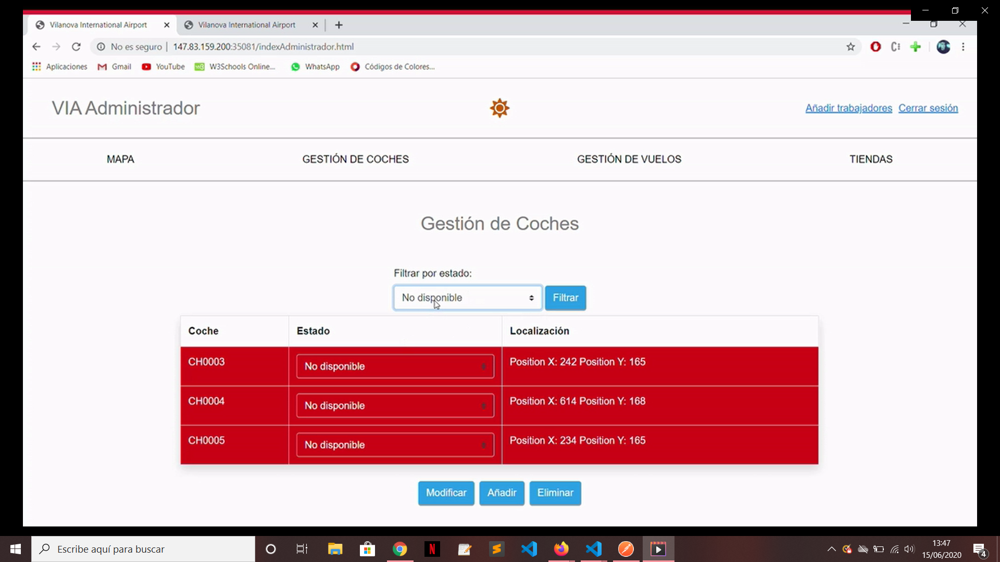 Vilanova International Airport
Vilanova International Airport
No es seguro | 147.83.159.200:35081/indexAdministrador.html
Aplicaciones Gmail YouTube W3Schools Online... WhatsApp Códigos de Colores...
VIA Administrador
Añadir trabajadores Cerrar sesión
MAPA GESTIÓN DE COCHES GESTIÓN DE VUELOS TIENDAS
Gestión de Coches
Filtrar por estado:
No disponible Filtrar
Coche Estado Localización
CH0003 No disponible Position X: 242 Position Y: 165
CH0004 No disponible Position X: 614 Position Y: 168
CH0005 No disponible Position X: 234 Position Y: 165
Modificar Añadir Eliminar
Escribe aquí para buscar
13:47
15/06/2020
4